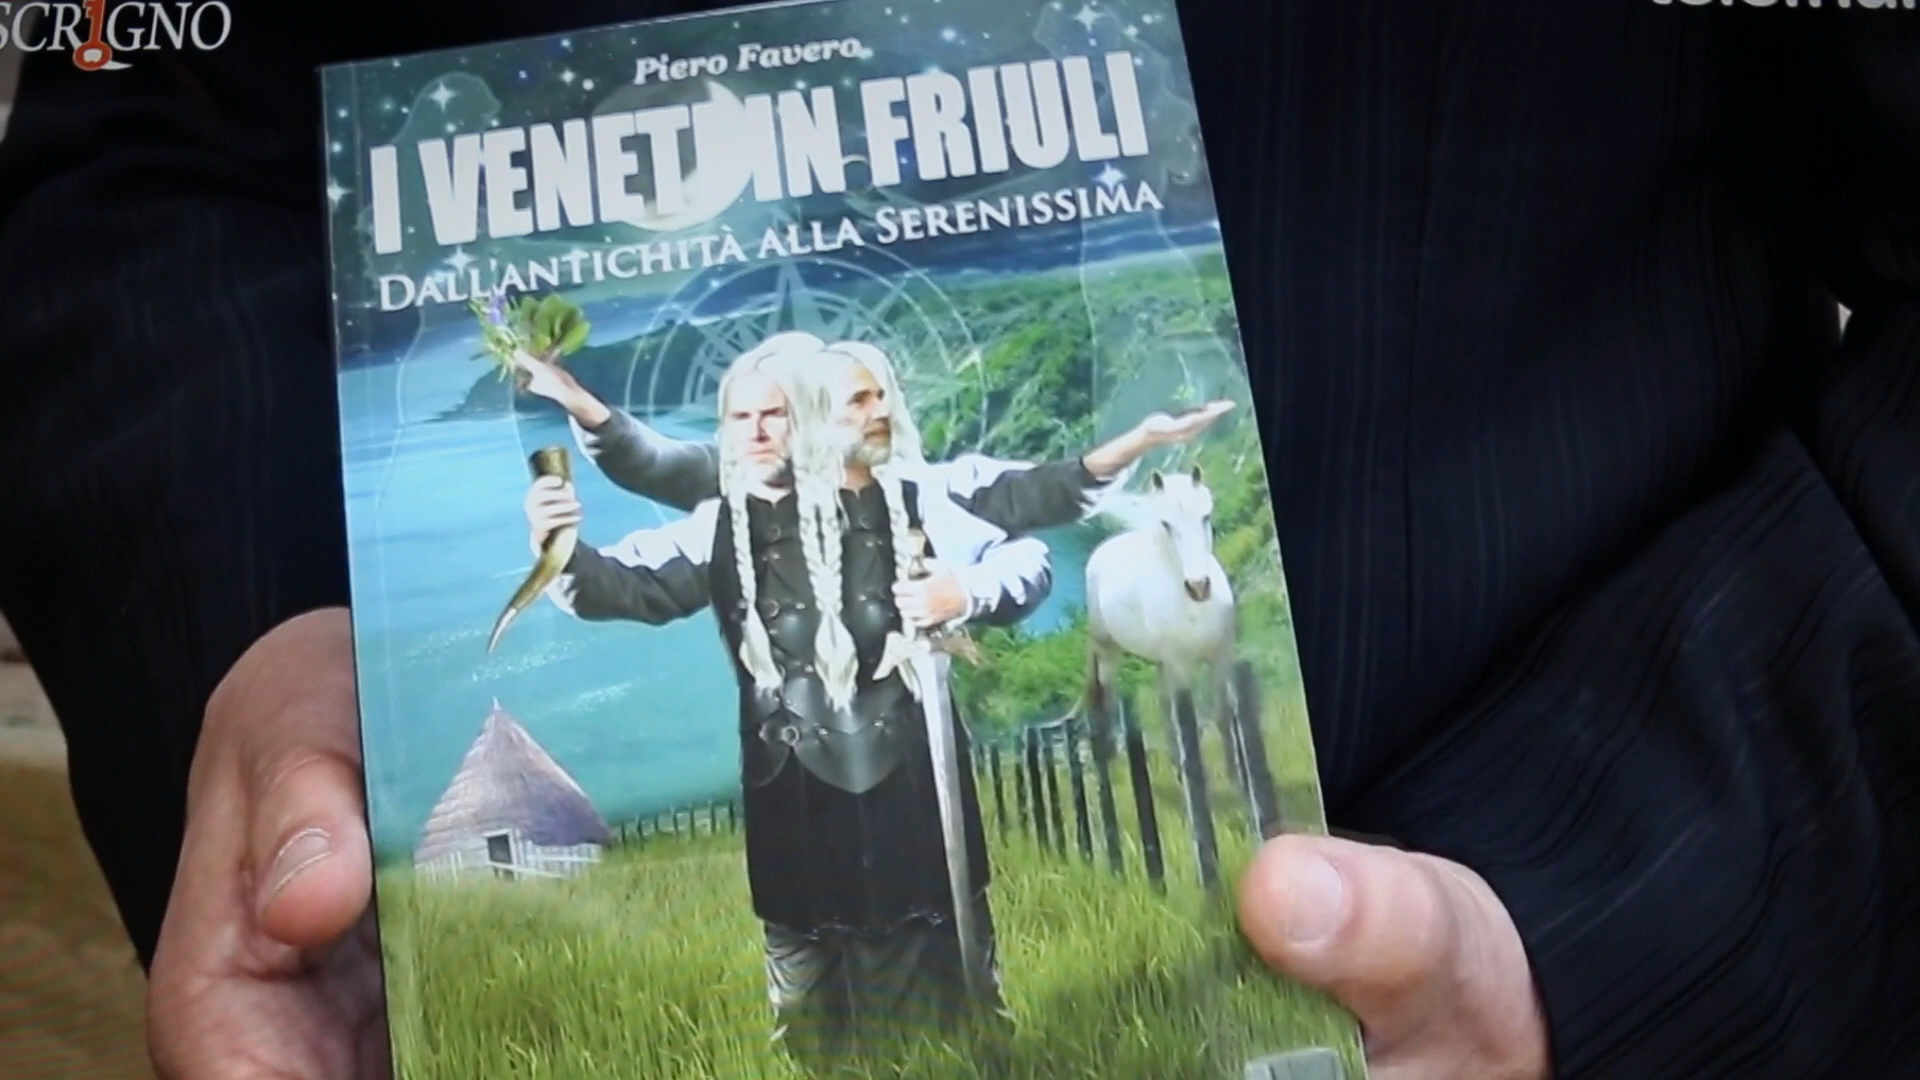 SCRIGNO
Piero Favero
I VENETI IN FRIULI
DALL'ANTICHITÀ ALLA SERENISSIMA